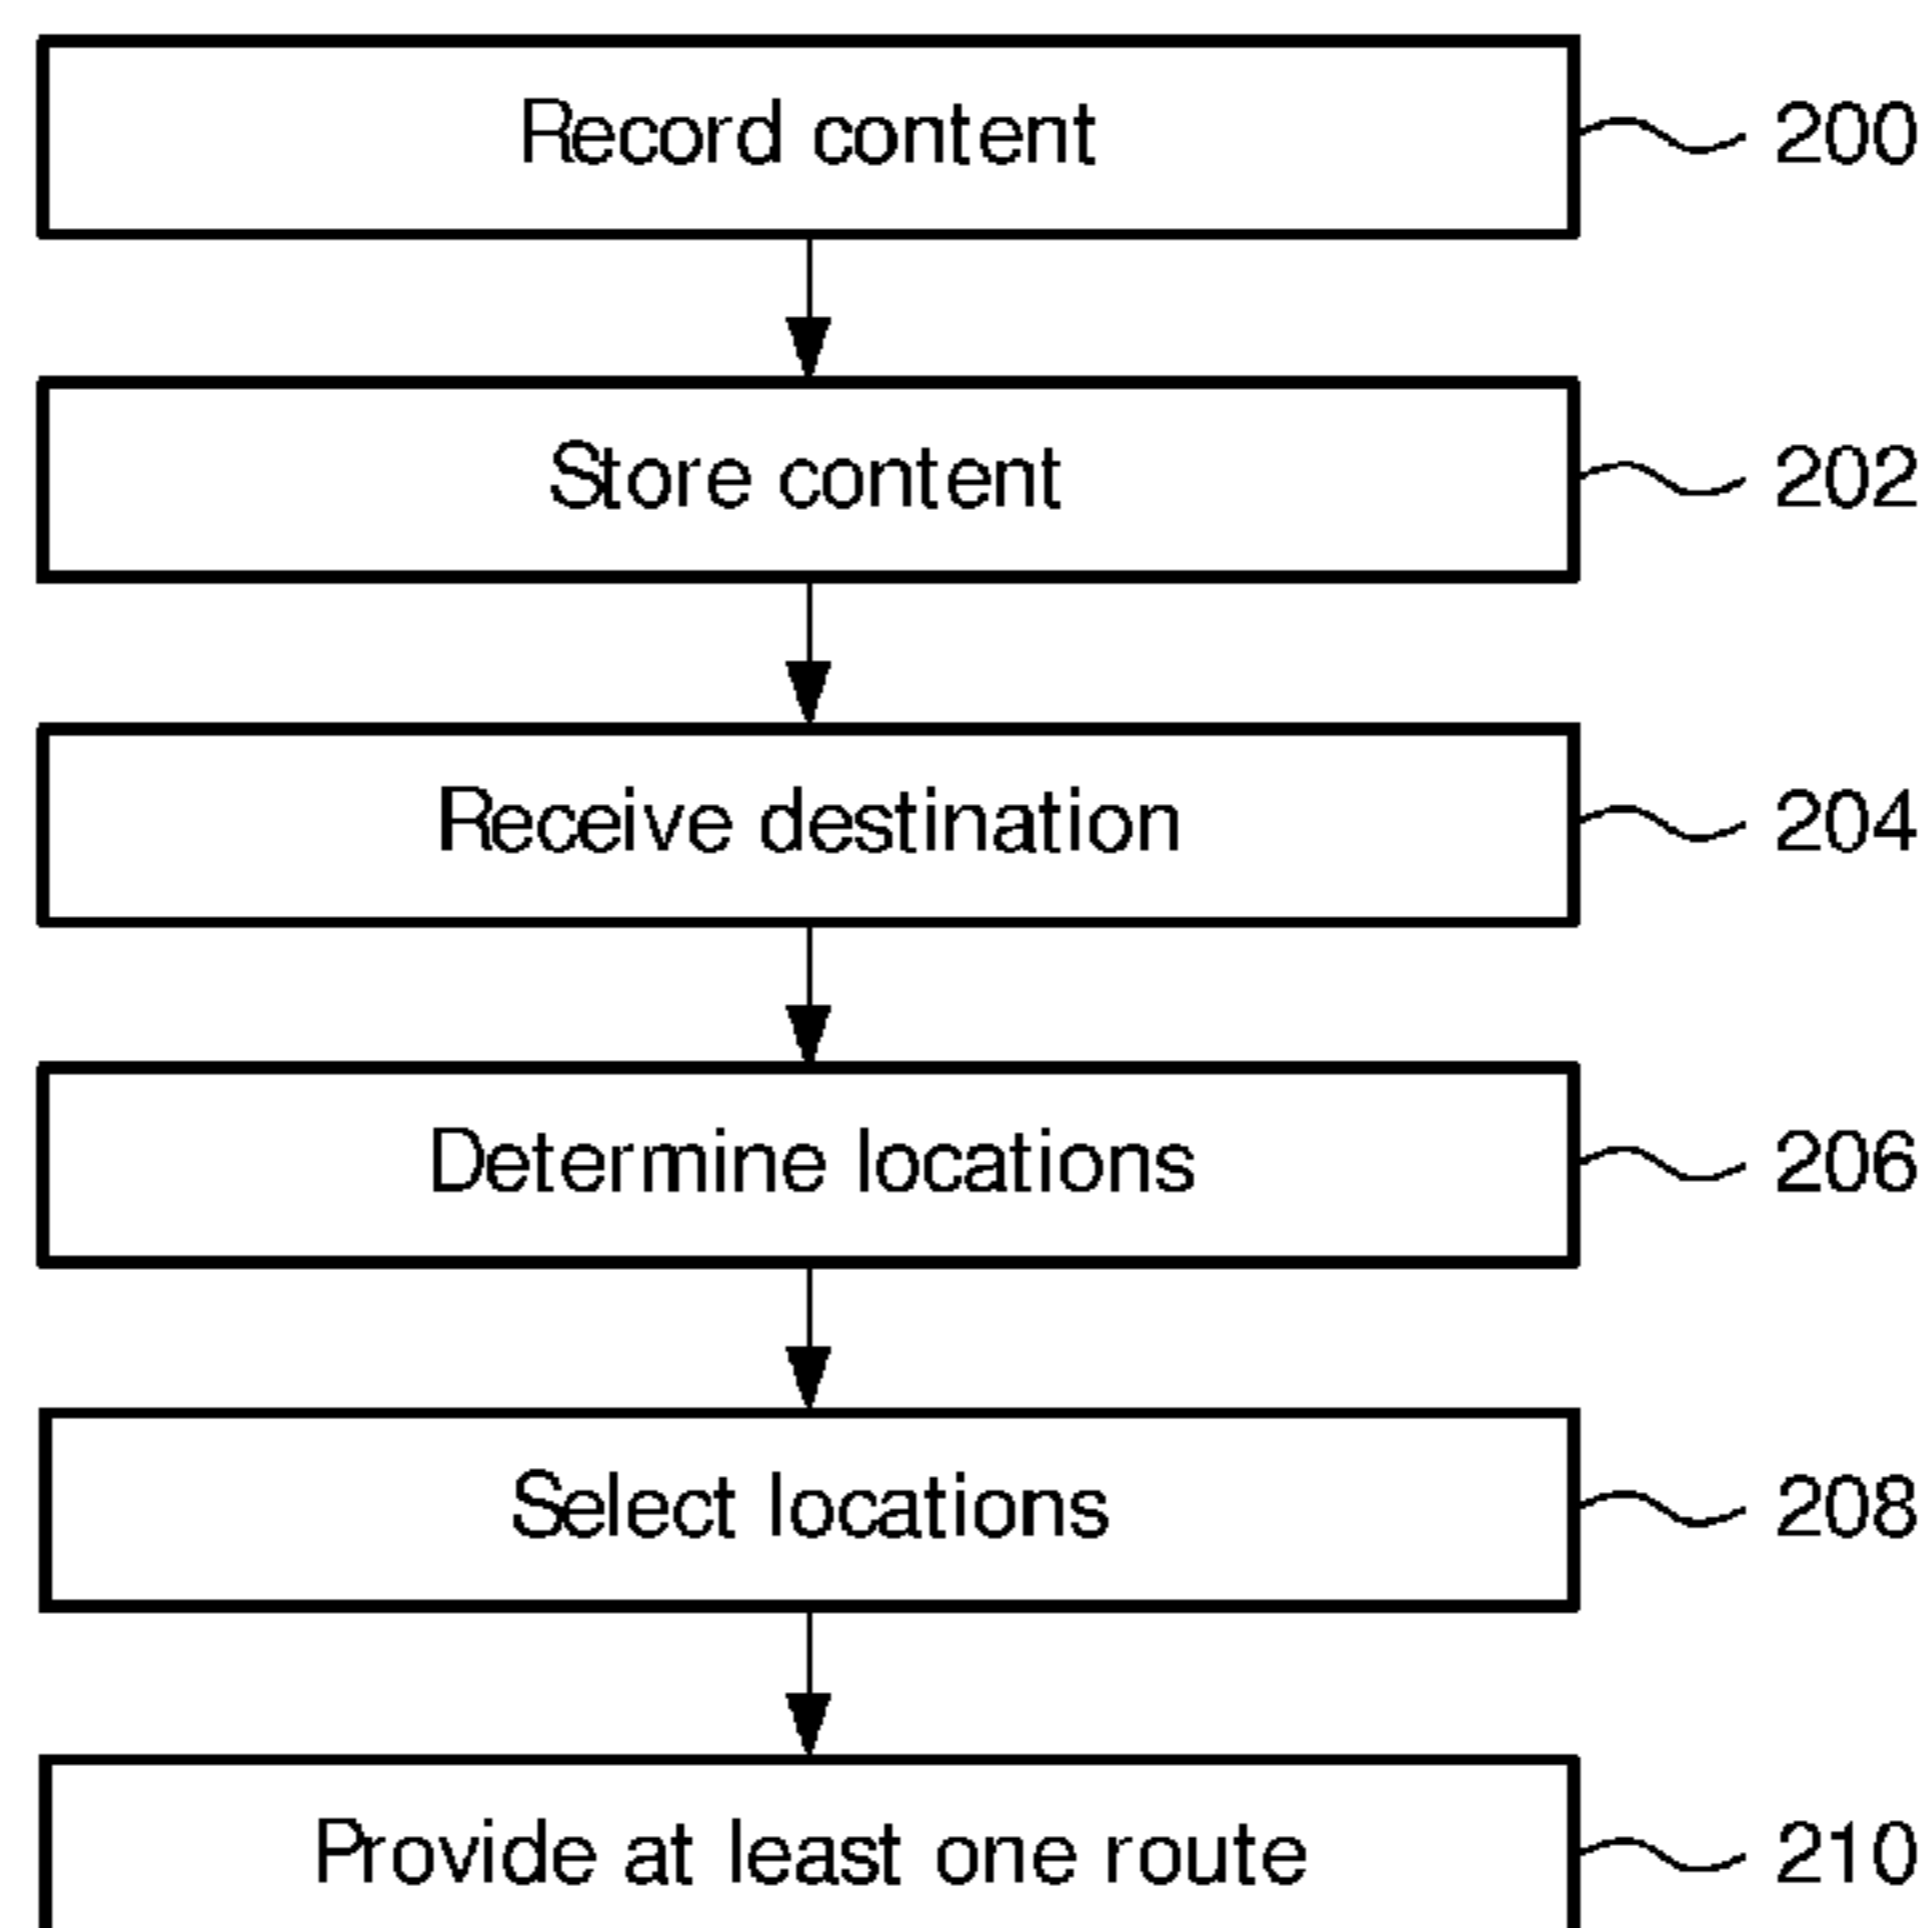 Record content 200
Store content 202
Receive destination 204
Determine locations 206
Select locations 208
Provide at least one route 210